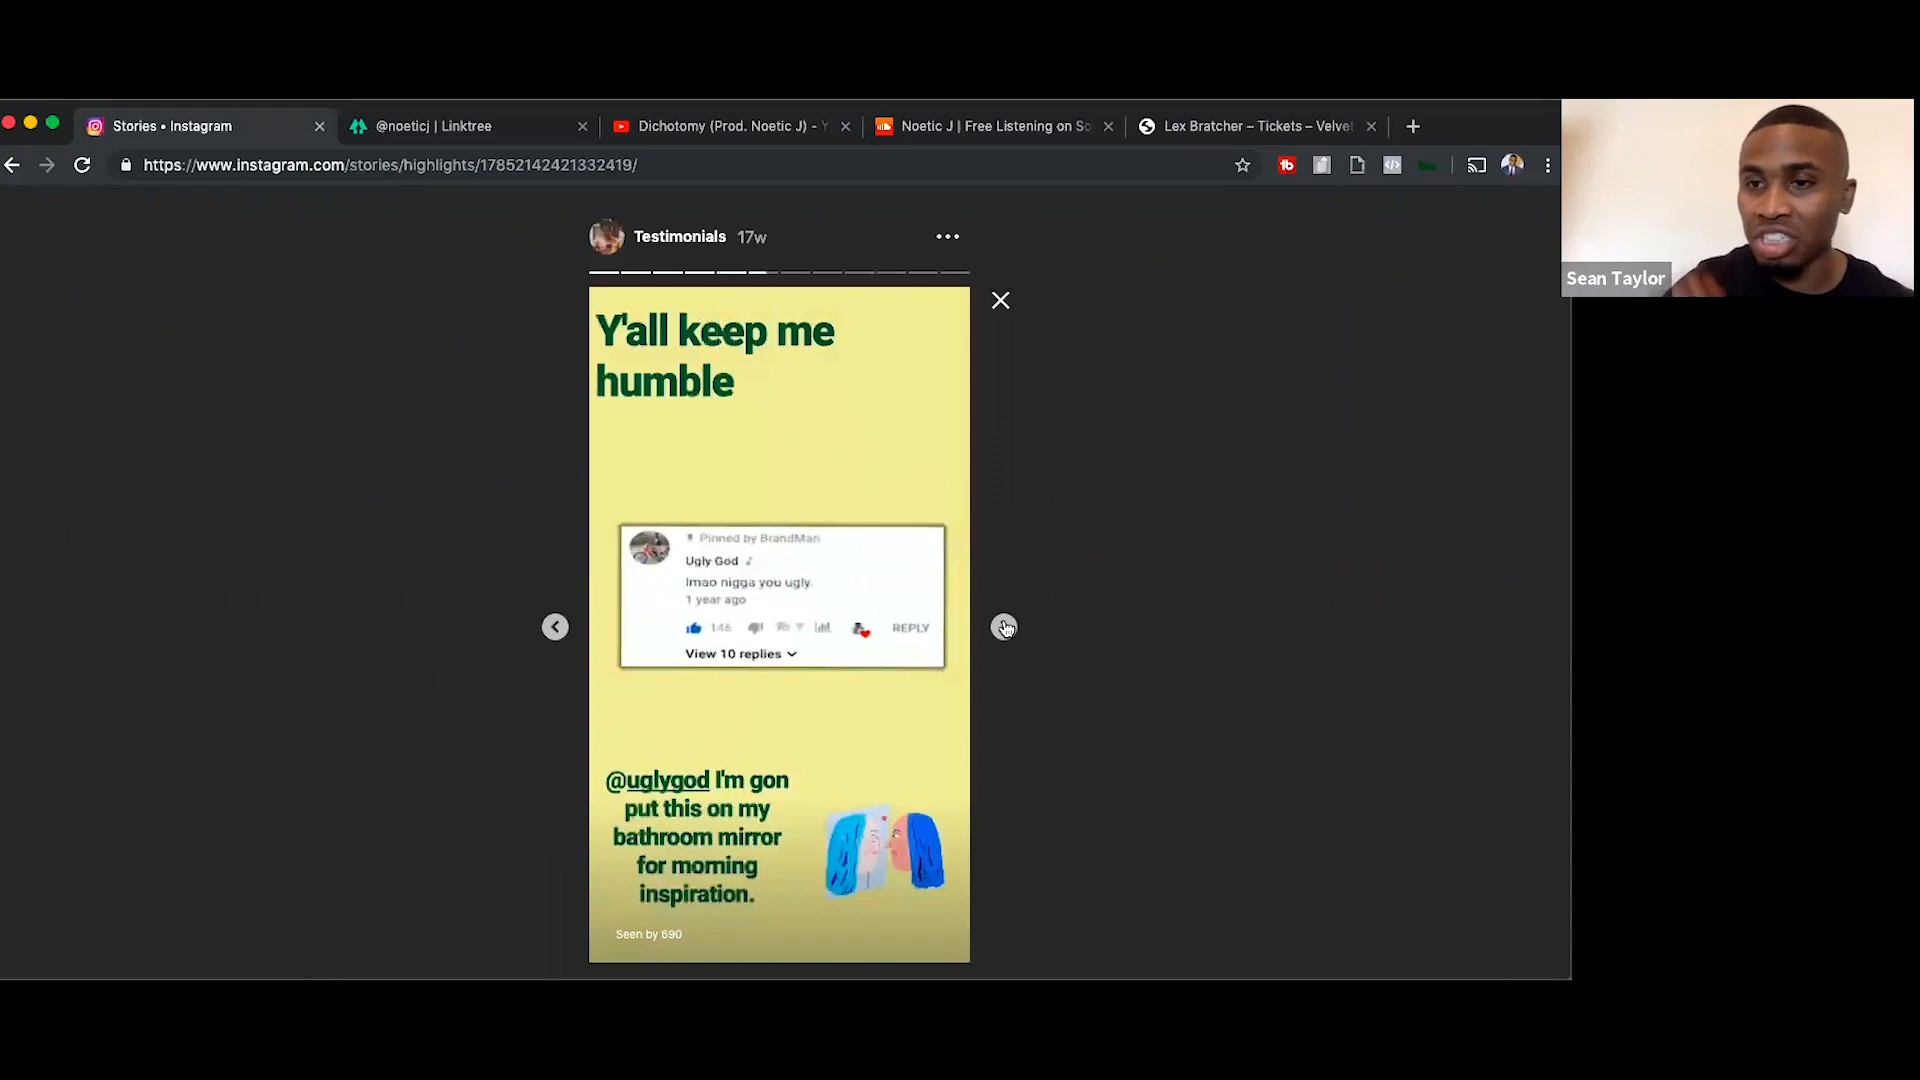 Stories • Instagram
@noeticj | Linktree
Dichotomy (Prod. Noetic J) - Y
Noetic J | Free Listening on So
Lex Bratcher – Tickets – Velvet
https://www.instagram.com/stories/highlights/17852142421332419/
Sean Taylor
Testimonials 17w
Y'all keep me
humble
Pinned by BrandMan
Ugly God
lmao nigga you ugly.
1 year ago
146
REPLY
View 10 replies
@uglygod I'm gon
put this on my
bathroom mirror
for morning
inspiration.
Seen by 690